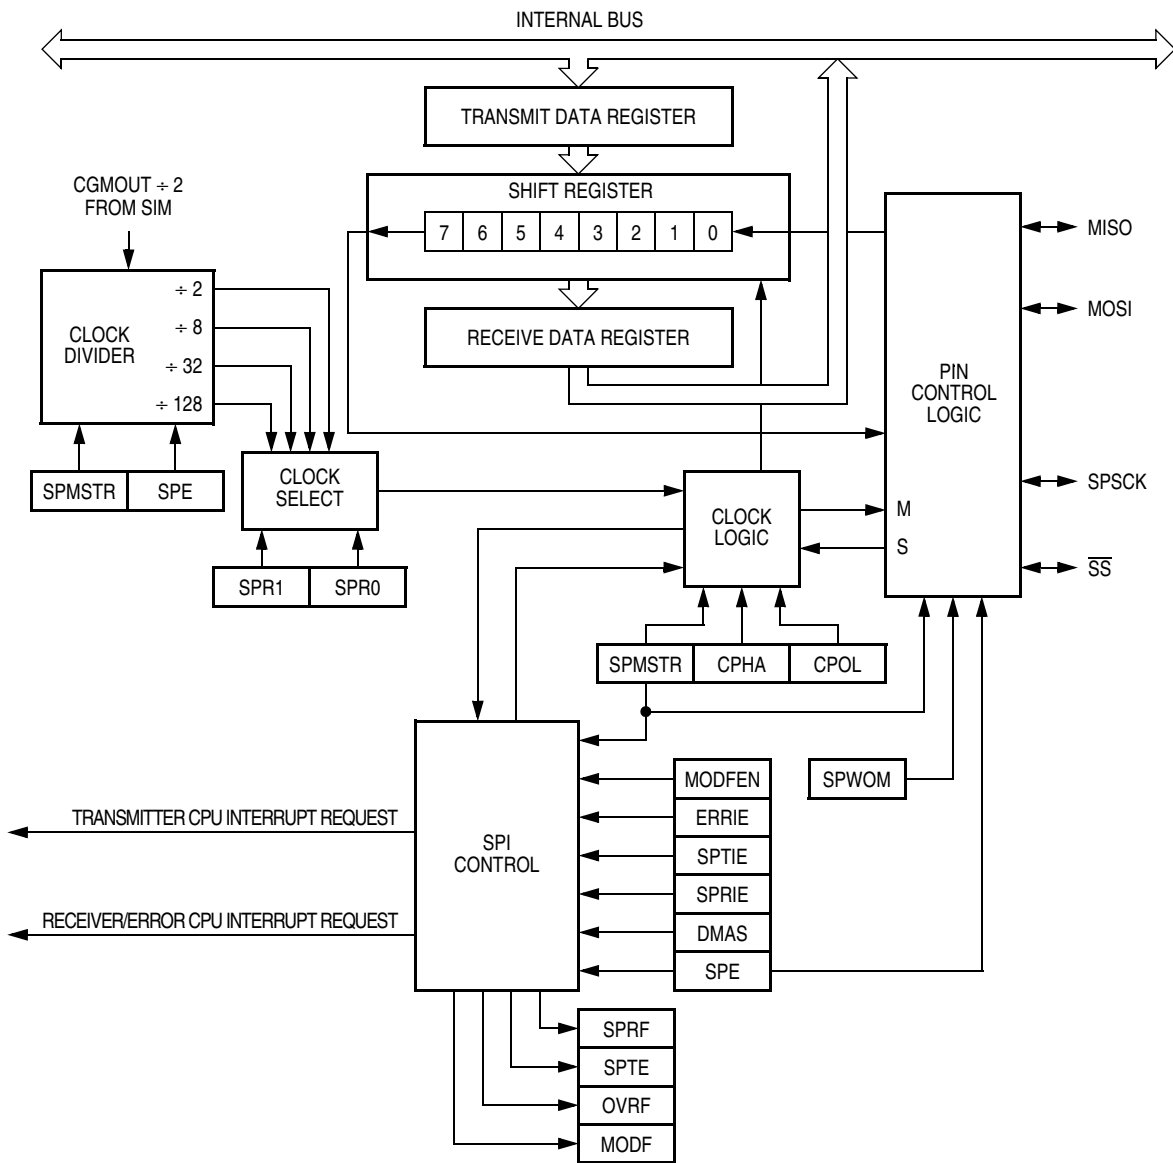 INTERNAL BUS
TRANSMIT DATA REGISTER
CGMOUT ÷ 2
FROM SIM
SHIFT REGISTER
7 6 5 4 3 2 1 0
MISO
MOSI
SPSCK
SS
PIN
CONTROL
LOGIC
M
S
CLOCK
DIVIDER
÷ 2
÷ 8
÷ 32
÷ 128
RECEIVE DATA REGISTER
SPMSTR SPE
CLOCK
SELECT
CLOCK
LOGIC
SPR1 SPR0
SPMSTR CPHA CPOL
SPI
CONTROL
MODFEN
ERRIE
SPTIE
SPRIE
DMAS
SPE
SPWOM
TRANSMITTER CPU INTERRUPT REQUEST
RECEIVER/ERROR CPU INTERRUPT REQUEST
SPRF
SPTE
OVRF
MODF